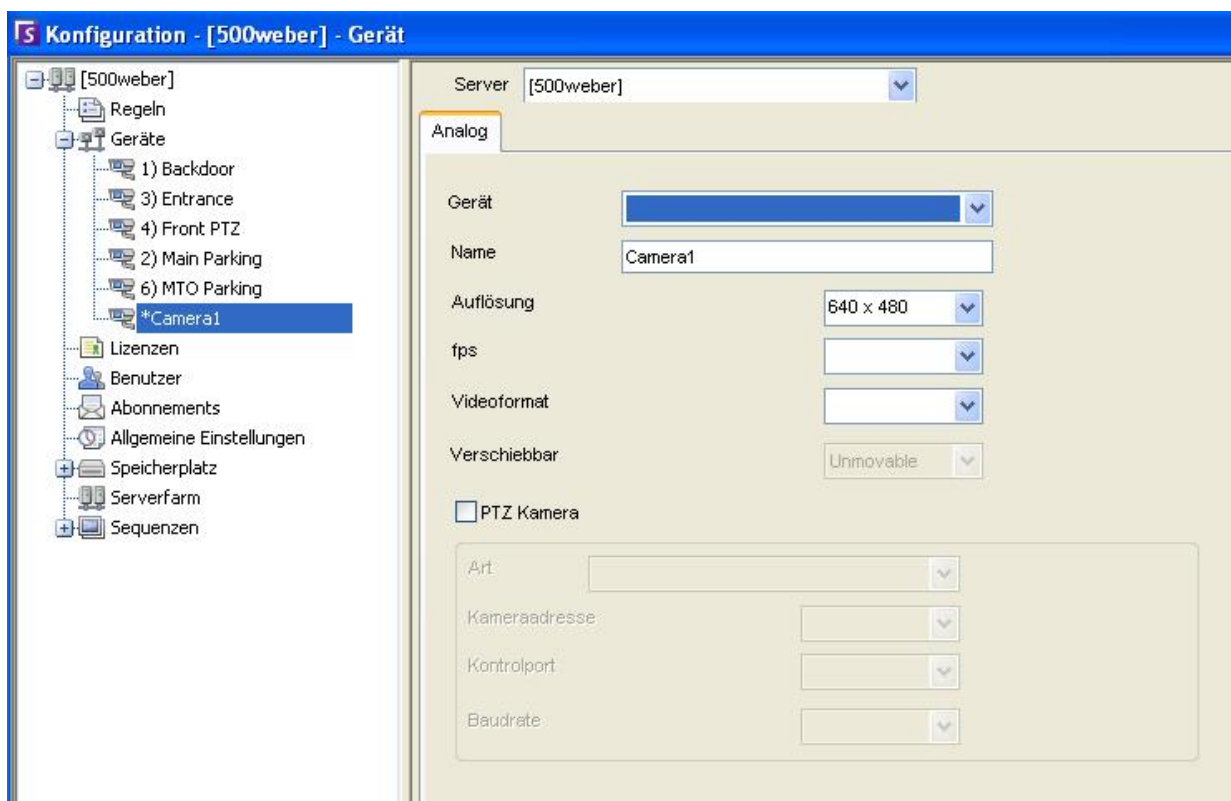 Konfiguration - [500weber] - Gerät
[500weber]
Regeln
Geräte
1) Backdoor
3) Entrance
4) Front PTZ
2) Main Parking
6) MTO Parking
*Camera1
Lizenzen
Benutzer
Abonnements
Allgemeine Einstellungen
Speicherplatz
Serverfarm
Sequenzen
Server [500weber]
Analog
Gerät
Name Camera1
Auflösung 640 x 480
fps
Videoformat
Verschiebbar Unmovable
PTZ Kamera
Art
Kameraadresse
Kontrolport
Baudrate